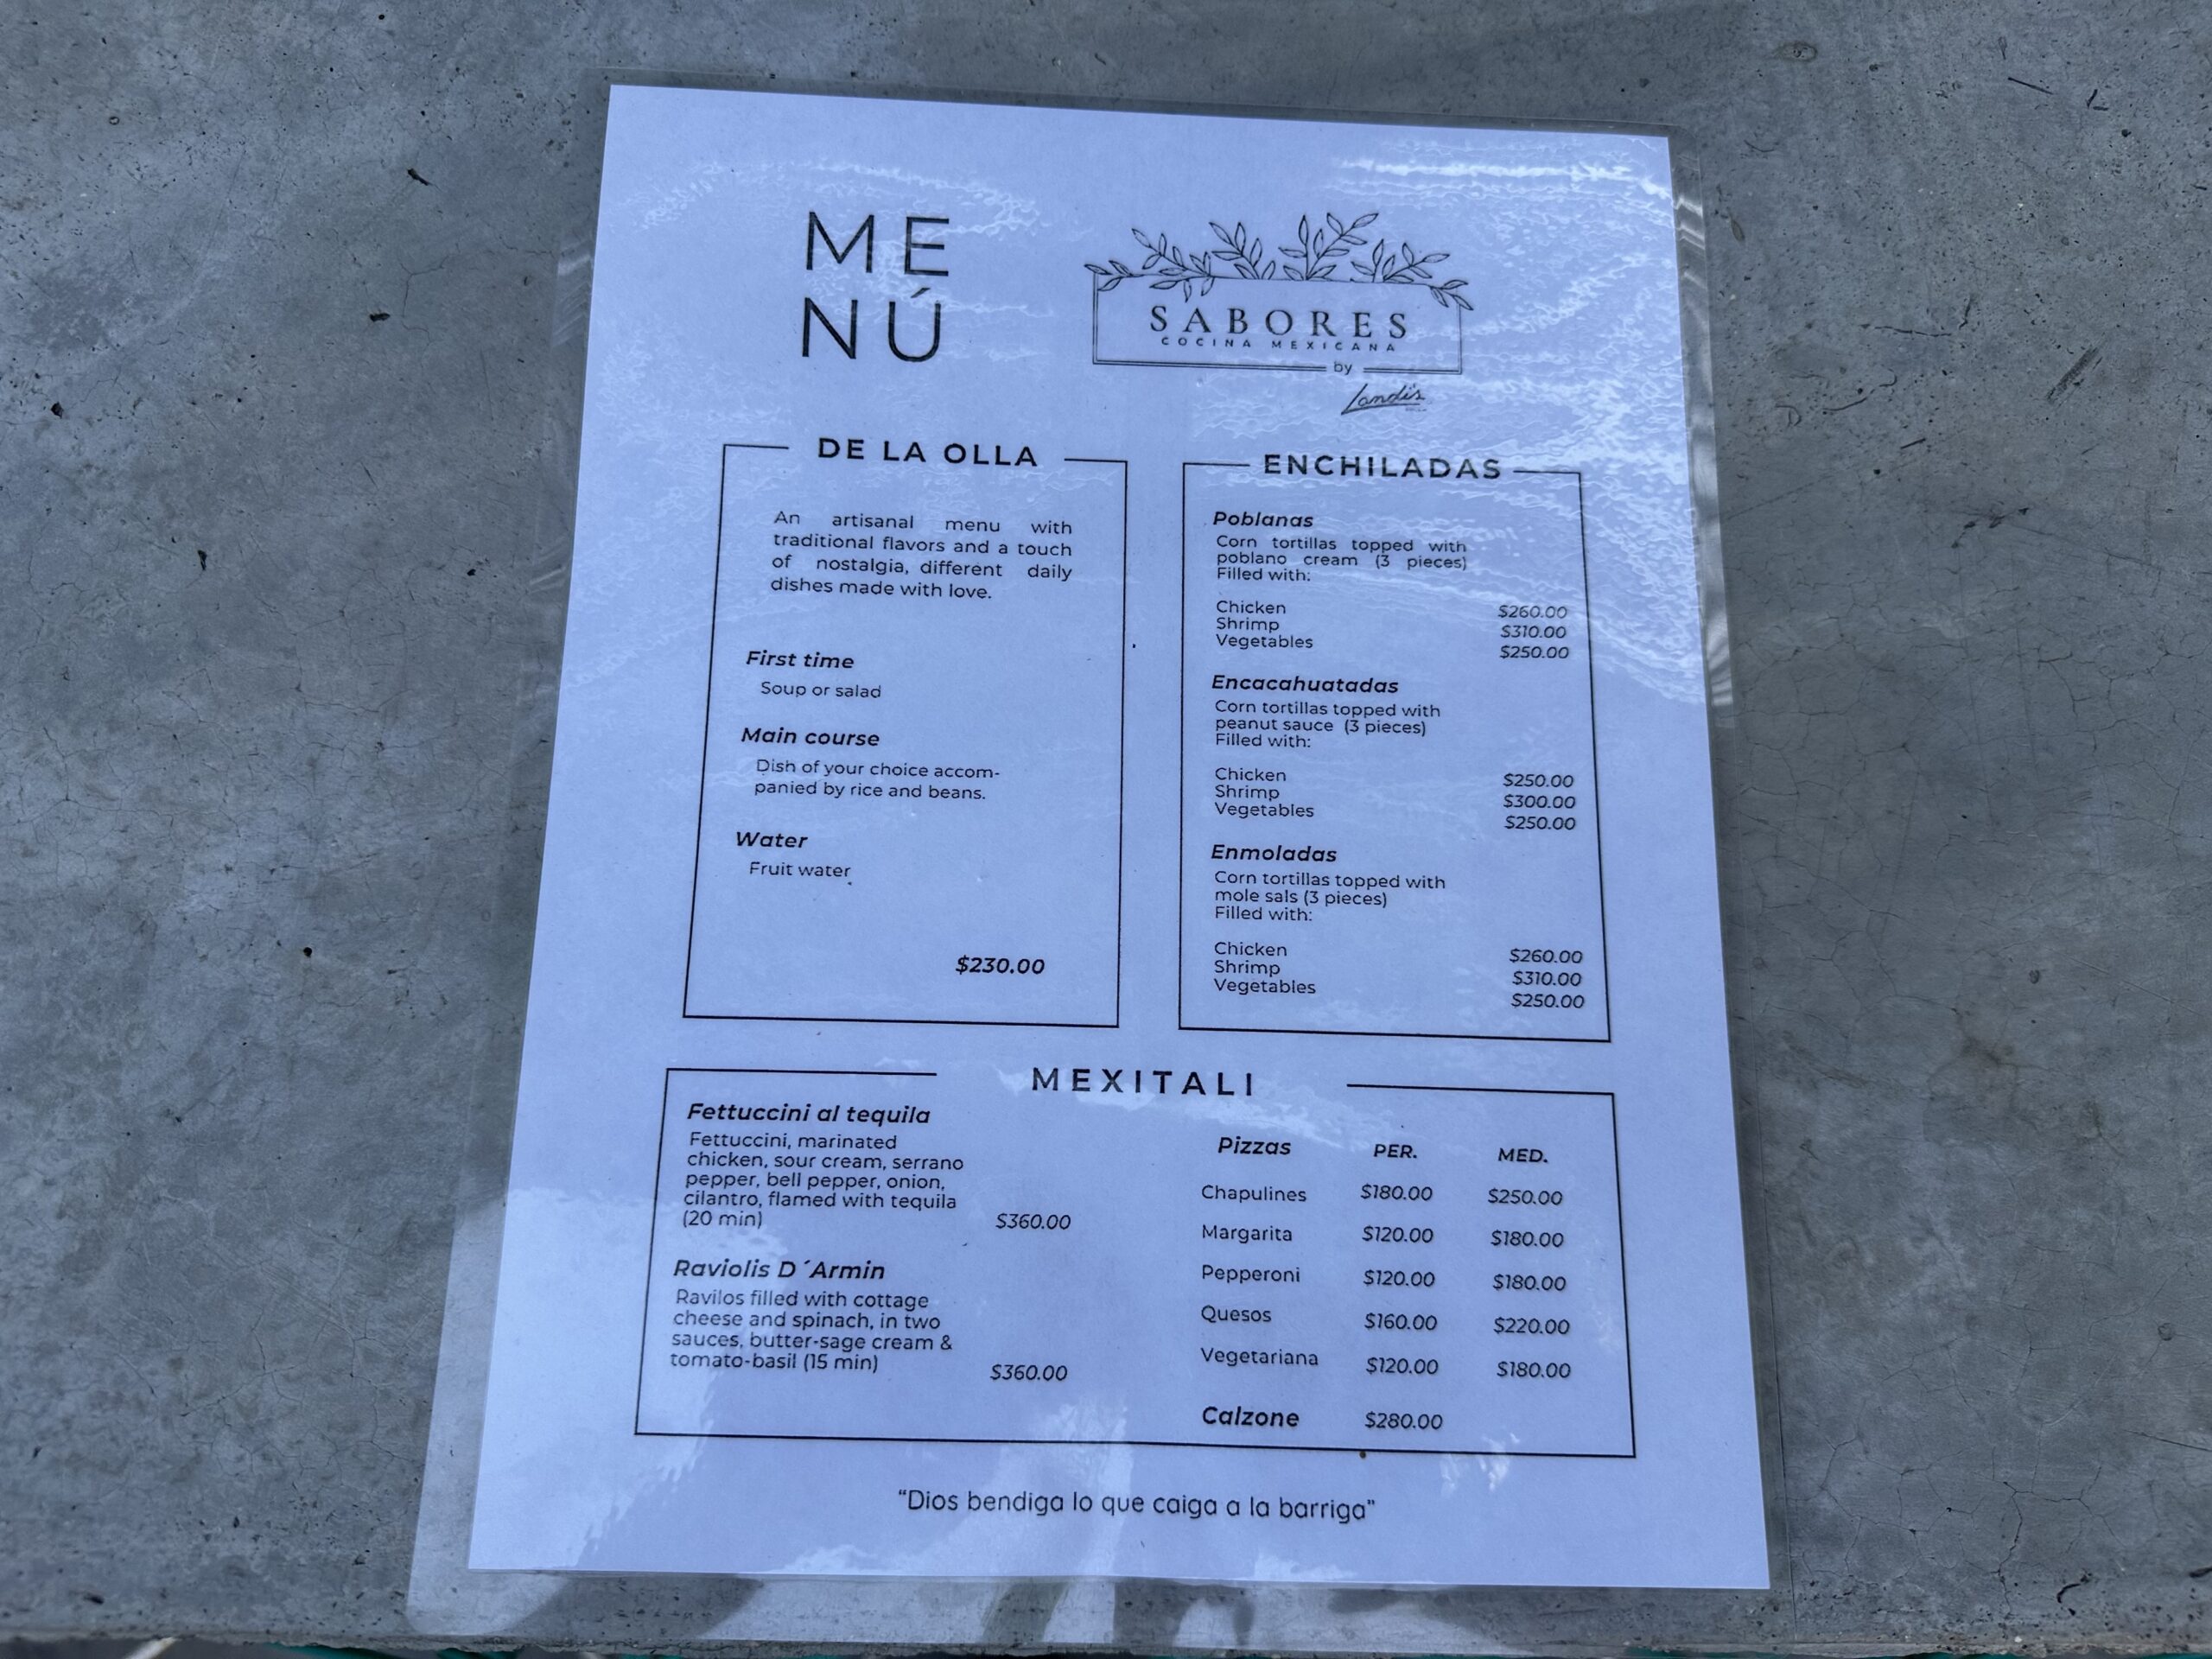 ME
NÚ
SABORES
COCINA MEXICANA
by
Landi's
DE LA OLLA
An artisanal menu with
traditional flavors and a touch
of nostalgia, different daily
dishes made with love.
First time
Soup or salad
Main course
Dish of your choice accom-
panied by rice and beans.
Water
Fruit water
$230.00
ENCHILADAS
Poblanas
Corn tortillas topped with
poblano cream (3 pieces)
Filled with:
Chicken $260.00
Shrimp $310.00
Vegetables $250.00
Encacahuatadas
Corn tortillas topped with
peanut sauce (3 pieces)
Filled with:
Chicken $250.00
Shrimp $300.00
Vegetables $250.00
Enmoladas
Corn tortillas topped with
mole sals (3 pieces)
Filled with:
Chicken $260.00
Shrimp $310.00
Vegetables $250.00
MEXITALI
Fettuccini al tequila
Fettuccini, marinated
chicken, sour cream, serrano
pepper, bell pepper, onion,
cilantro, flamed with tequila
(20 min) $360.00
Raviolis D´Armin
Ravilos filled with cottage
cheese and spinach, in two
sauces, butter-sage cream &
tomato-basil (15 min) $360.00
Pizzas PER. MED.
Chapulines $180.00 $250.00
Margarita $120.00 $180.00
Pepperoni $120.00 $180.00
Quesos $160.00 $220.00
Vegetariana $120.00 $180.00
Calzone $280.00
"Dios bendiga lo que caiga a la barriga"